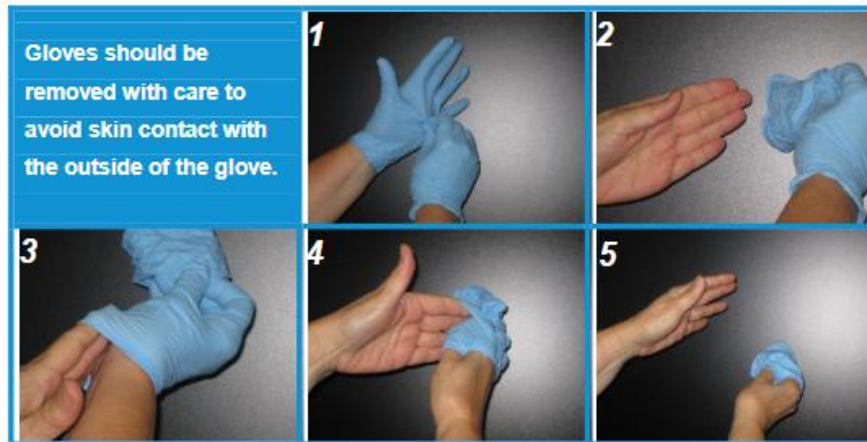 Gloves should be
removed with care to
avoid skin contact with
the outside of the glove.
1
2
3
4
5